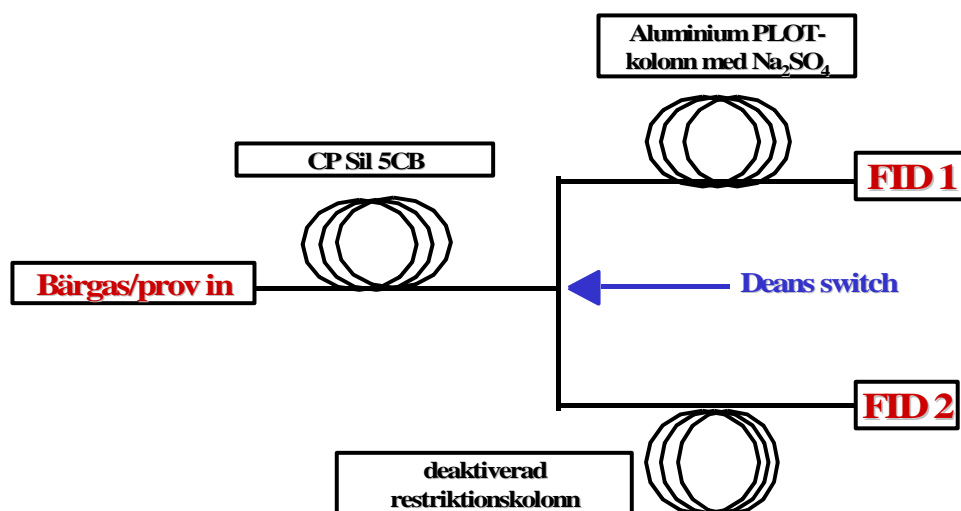 Aluminium PLOT-
kolonn med Na₂SO₄
CP Sil 5CB
FID 1
Bärgas/prov in
Deans switch
FID 2
deaktiverad
restriktionskolonn